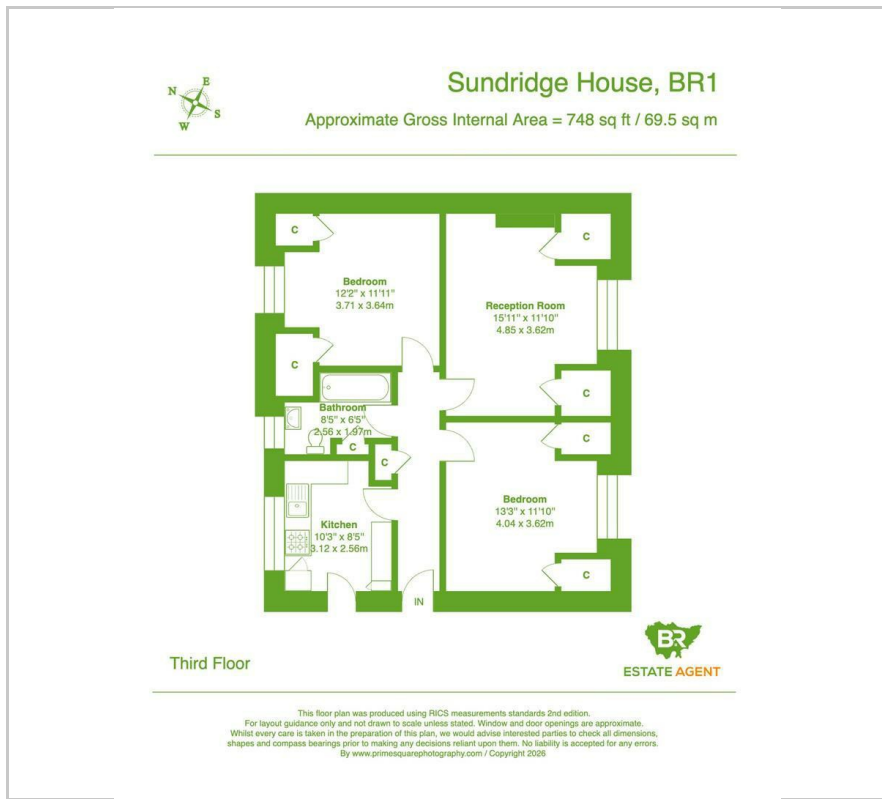 Sundridge House, BR1
Approximate Gross Internal Area = 748 sq ft / 69.5 sq m
N
E
S
W
C
C
Bedroom
12'2" x 11'11"
3.71 x 3.64m
Reception Room
15'11" x 11'10"
4.85 x 3.62m
C
C
Bathroom
8'5" x 6'5"
2.56 x 1.97m
C
C
C
Kitchen
10'3" x 8'5"
3.12 x 2.56m
Bedroom
13'3" x 11'10"
4.04 x 3.62m
C
IN
BR
ESTATE AGENT
Third Floor
This floor plan was produced using RICS measurements standards 2nd edition.
For layout guidance only and not drawn to scale unless stated. Window and door openings are approximate.
Whilst every care is taken in the preparation of this plan, we would advise interested parties to check all dimensions,
shapes and compass bearings prior to making any decisions reliant upon them. No liability is accepted for any errors.
By www.primesquarephotography.com / Copyright 2026